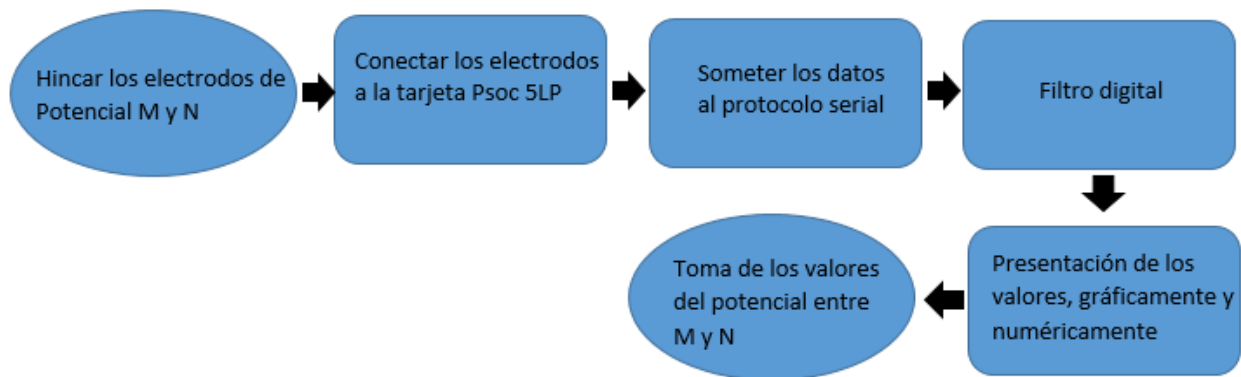 Hincar los electrodos de
Potencial M y N
Conectar los electrodos
a la tarjeta Psoc 5LP
Someter los datos
al protocolo serial
Filtro digital
Presentación de los
valores, gráficamente y
numéricamente
Toma de los valores
del potencial entre
M y N